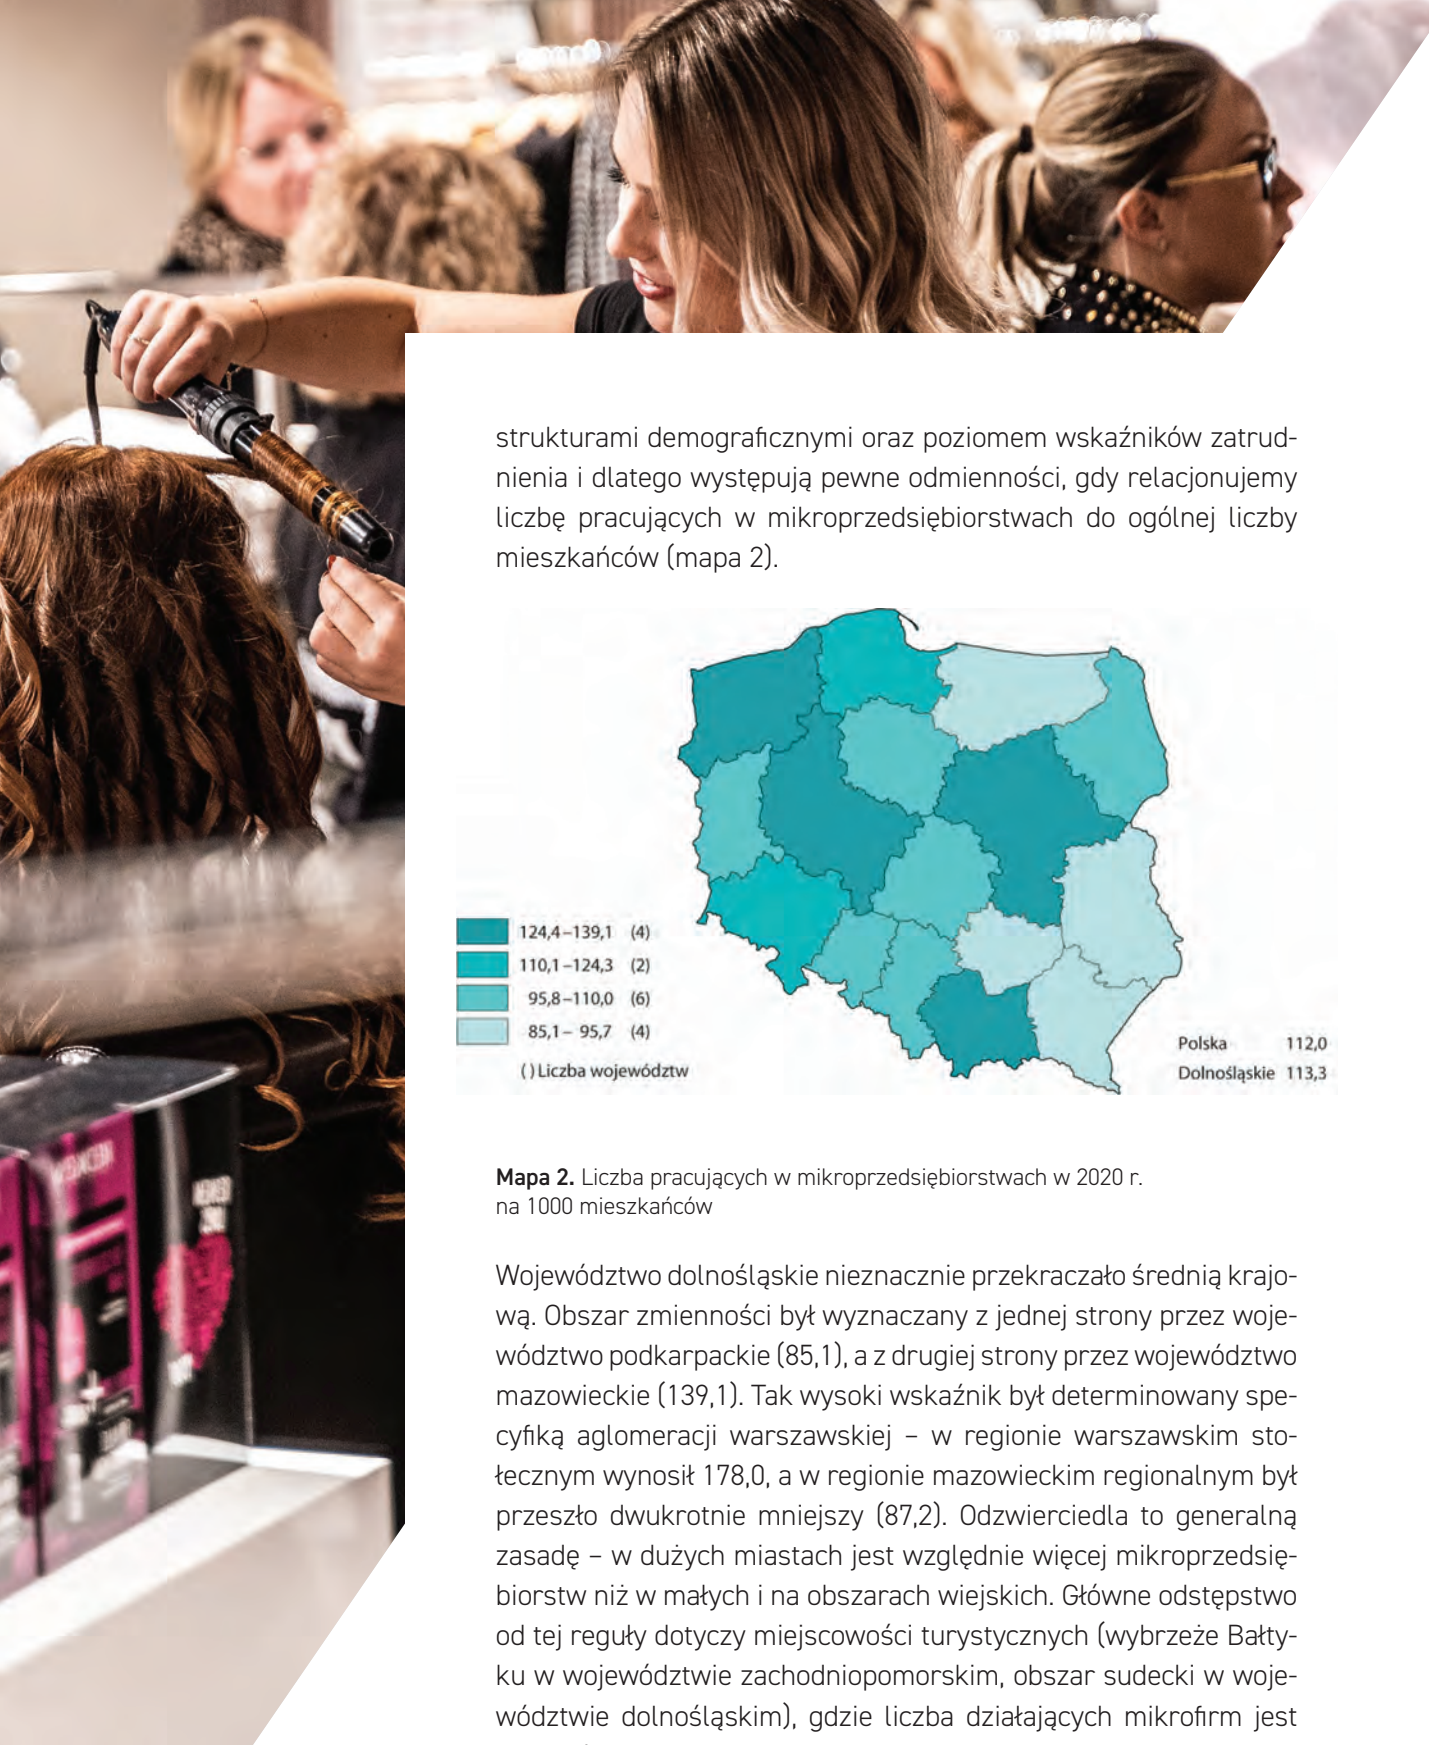 strukturami demograficznymi oraz poziomem wskaźników zatrud-
nienia i dlatego występują pewne odmienności, gdy relacjonujemy
liczbę pracujących w mikroprzedsiębiorstwach do ogólnej liczby
mieszkańców (mapa 2).
124,4–139,1 (4)
110,1–124,3 (2)
95,8–110,0 (6)
85,1– 95,7 (4)
( ) Liczba województw
Polska 112,0
Dolnośląskie 113,3
Mapa 2. Liczba pracujących w mikroprzedsiębiorstwach w 2020 r.
na 1000 mieszkańców
Województwo dolnośląskie nieznacznie przekraczało średnią krajo-
wą. Obszar zmienności był wyznaczany z jednej strony przez woje-
wództwo podkarpackie (85,1), a z drugiej strony przez województwo
mazowieckie (139,1). Tak wysoki wskaźnik był determinowany spe-
cyfiką aglomeracji warszawskiej – w regionie warszawskim sto-
łecznym wynosił 178,0, a w regionie mazowieckim regionalnym był
przeszło dwukrotnie mniejszy (87,2). Odzwierciedla to generalną
zasadę – w dużych miastach jest względnie więcej mikroprzedsię-
biorstw niż w małych i na obszarach wiejskich. Główne odstępstwo
od tej reguły dotyczy miejscowości turystycznych (wybrzeże Bałty-
ku w województwie zachodniopomorskim, obszar sudecki w woje-
wództwie dolnośląskim), gdzie liczba działających mikrofirm jest